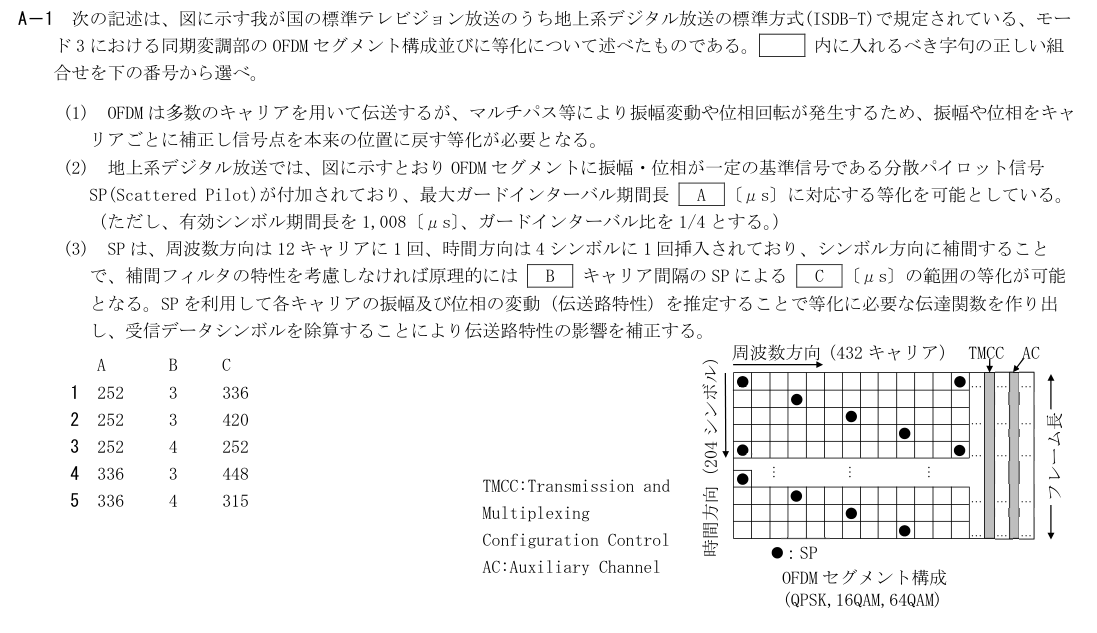 A－1　次の記述は、図に示す我が国の標準テレビジョン放送のうち地上系デジタル放送の標準方式(ISDB-T)で規定されている、モー
ド3における同期変調部のOFDMセグメント構成並びに等化について述べたものである。□内に入れるべき字句の正しい組
合せを下の番号から選べ。
(1)　OFDMは多数のキャリアを用いて伝送するが、マルチパス等により振幅変動や位相回転が発生するため、振幅や位相をキャ
リアごとに補正し信号点を本来の位置に戻す等化が必要となる。
(2)　地上系デジタル放送では、図に示すとおりOFDMセグメントに振幅・位相が一定の基準信号である分散パイロット信号
SP(Scattered Pilot)が付加されており、最大ガードインターバル期間長 A 〔μs〕に対応する等化を可能としている。
（ただし、有効シンボル期間長を1,008〔μs〕、ガードインターバル比を1/4とする。）
(3)　SPは、周波数方向は12キャリアに1回、時間方向は4シンボルに1回挿入されており、シンボル方向に補間すること
で、補間フィルタの特性を考慮しなければ原理的には B キャリア間隔のSPによる C 〔μs〕の範囲の等化が可能
となる。SPを利用して各キャリアの振幅及び位相の変動（伝送路特性）を推定することで等化に必要な伝達関数を作り出
し、受信データシンボルを除算することにより伝送路特性の影響を補正する。
A B C
1 252 3 336
2 252 3 420
3 252 4 252
4 336 3 448
5 336 4 315
周波数方向（432キャリア）
TMCC AC
時間方向（204シンボル）
フレーム長
●：SP
OFDMセグメント構成
(QPSK,16QAM,64QAM)
TMCC:Transmission and
Multiplexing
Configuration Control
AC:Auxiliary Channel